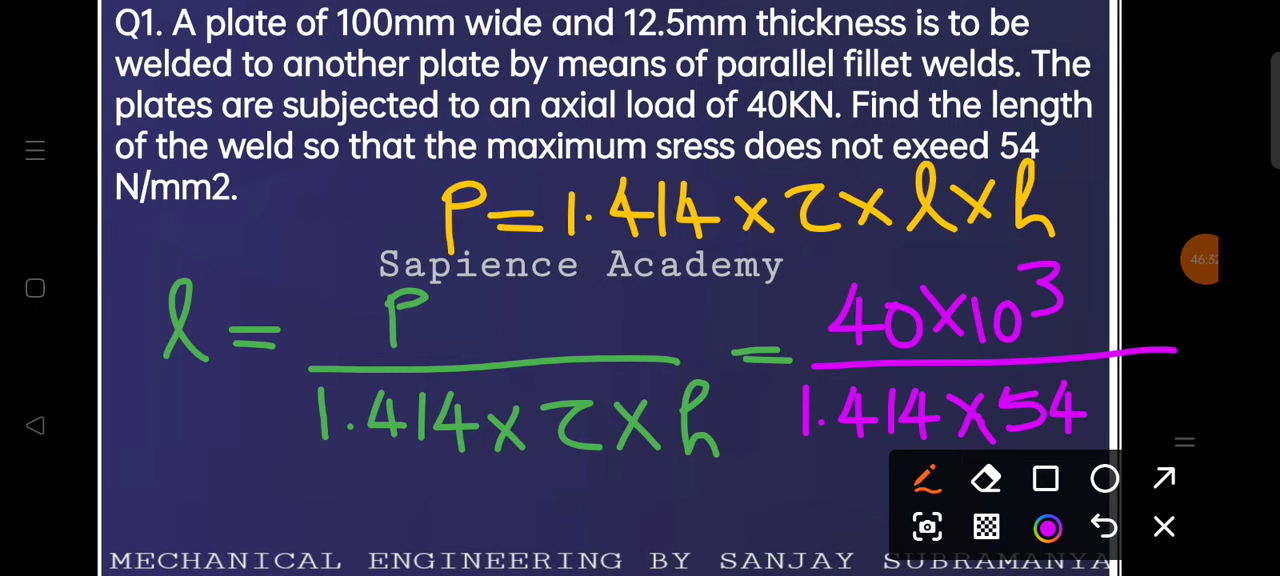 Q1. A plate of 100mm wide and 12.5mm thickness is to be
welded to another plate by means of parallel fillet welds. The
plates are subjected to an axial load of 40KN. Find the length
of the weld so that the maximum sress does not exeed 54
N/mm2.
P = 1.414 × τ × l × h
Sapience Academy
l = P / 1.414 × τ × h = 40×10³ / 1.414 × 54
46:32
MECHANICAL ENGINEERING BY SANJAY SUBRAMANYA